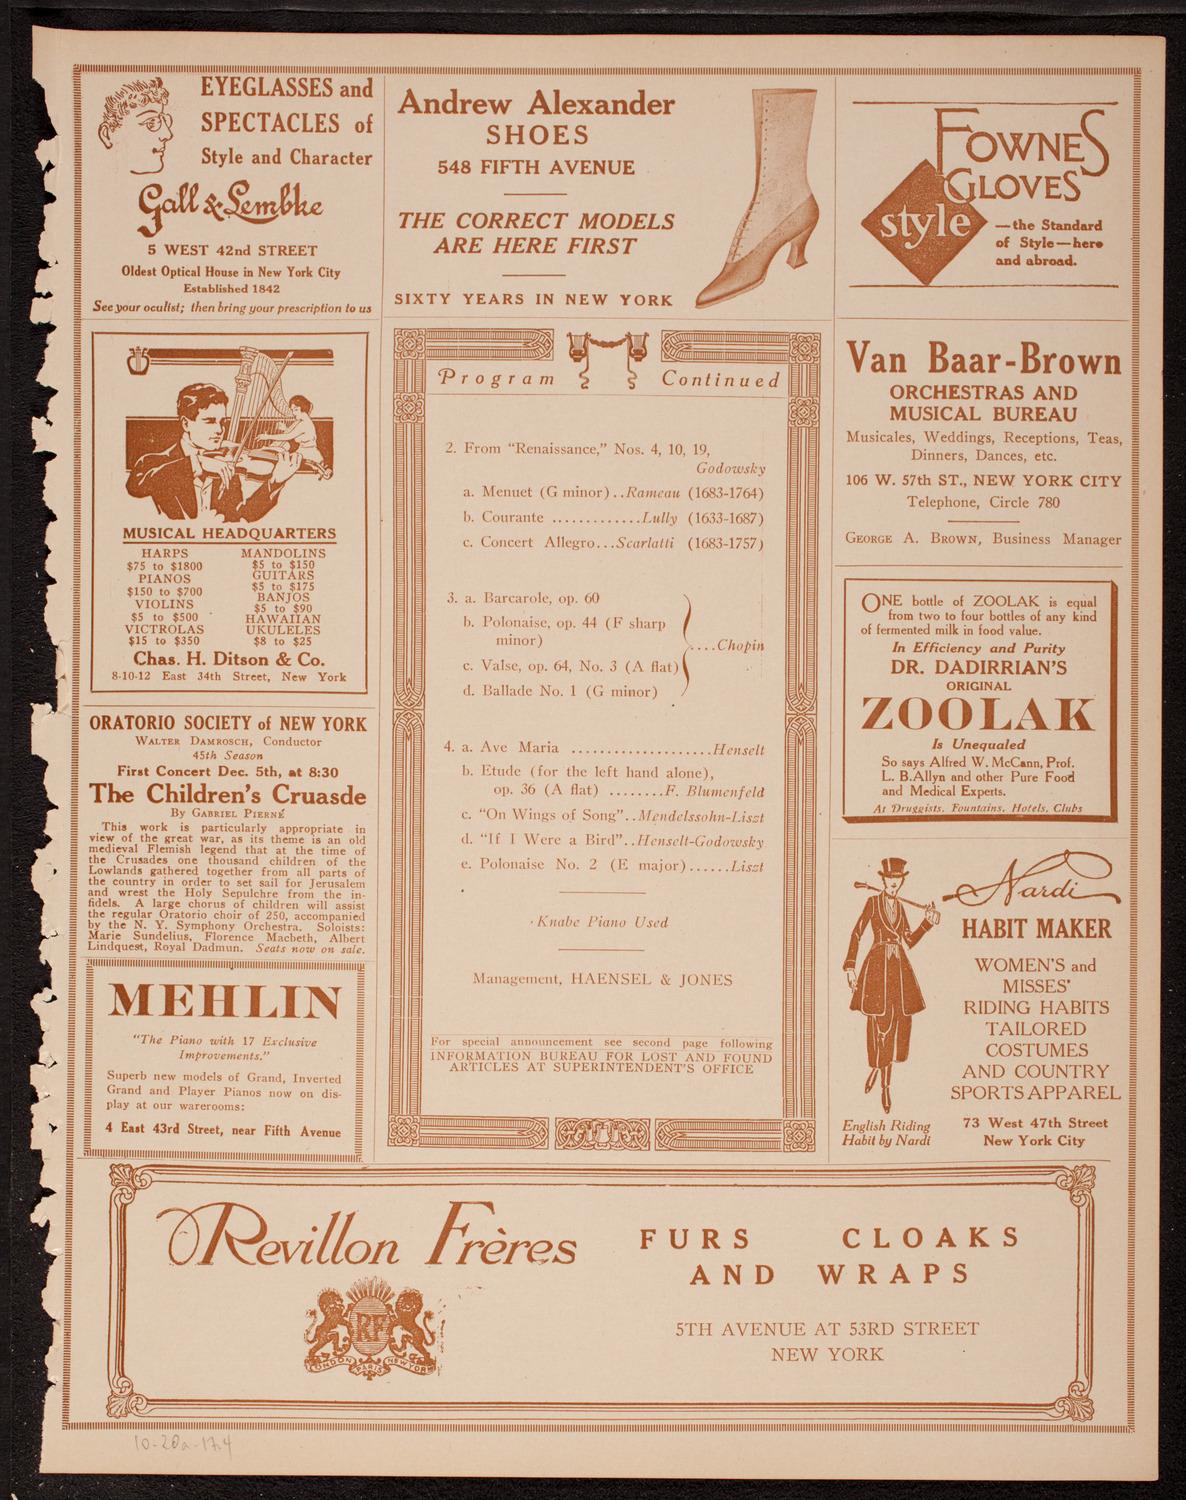 EYEGLASSES and
SPECTACLES of
Style and Character
Gall & Lembke
5 WEST 42nd STREET
Oldest Optical House in New York City
Established 1842
See your oculist; then bring your prescription to us
Andrew Alexander
SHOES
548 FIFTH AVENUE
THE CORRECT MODELS
ARE HERE FIRST
SIXTY YEARS IN NEW YORK
FOWNES
GLOVES
style
—the Standard
of Style—here
and abroad.
MUSICAL HEADQUARTERS
HARPS
$75 to $1800
PIANOS
$150 to $700
VIOLINS
$5 to $500
VICTROLAS
$15 to $350
MANDOLINS
$5 to $150
GUITARS
$5 to $175
BANJOS
$5 to $90
HAWAIIAN
UKULELES
$8 to $25
Chas. H. Ditson & Co.
8-10-12 East 34th Street, New York
ORATORIO SOCIETY of NEW YORK
WALTER DAMROSCH, Conductor
45th Season
First Concert Dec. 5th, at 8:30
The Children's Cruasde
By GABRIEL PIERNÉ
This work is particularly appropriate in
view of the great war, as its theme is an old
medieval Flemish legend that at the time of
the Crusades one thousand children of the
Lowlands gathered together from all parts of
the country in order to set sail for Jerusalem
and wrest the Holy Sepulchre from the in-
fidels. A large chorus of children will assist
the regular Oratorio choir of 250, accompanied
by the N. Y. Symphony Orchestra. Soloists:
Marie Sundelius, Florence Macbeth, Albert
Lindquest, Royal Dadmun. Seats now on sale.
MEHLIN
"The Piano with 17 Exclusive
Improvements."
Superb new models of Grand, Inverted
Grand and Player Pianos now on dis-
play at our warerooms:
4 East 43rd Street, near Fifth Avenue
Program Continued
2. From "Renaissance," Nos. 4, 10, 19,
Godowsky
a. Menuet (G minor)..Rameau (1683-1764)
b. Courante .............Lully (1633-1687)
c. Concert Allegro...Scarlatti (1683-1757)
3. a. Barcarole, op. 60
b. Polonaise, op. 44 (F sharp
minor)
....Chopin
c. Valse, op. 64, No. 3 (A flat)
d. Ballade No. 1 (G minor)
4. a. Ave Maria ....................Henselt
b. Etude (for the left hand alone),
op. 36 (A flat) ........F. Blumenfeld
c. "On Wings of Song"..Mendelssohn-Liszt
d. "If I Were a Bird"..Henselt-Godowsky
e. Polonaise No. 2 (E major)......Liszt
Knabe Piano Used
Management, HAENSEL & JONES
For special announcement see second page following
INFORMATION BUREAU FOR LOST AND FOUND
ARTICLES AT SUPERINTENDENT'S OFFICE
Van Baar-Brown
ORCHESTRAS AND
MUSICAL BUREAU
Musicales, Weddings, Receptions, Teas,
Dinners, Dances, etc.
106 W. 57th ST., NEW YORK CITY
Telephone, Circle 780
GEORGE A. BROWN, Business Manager
ONE bottle of ZOOLAK is equal
from two to four bottles of any kind
of fermented milk in food value.
In Efficiency and Purity
DR. DADIRRIAN'S
ORIGINAL
ZOOLAK
Is Unequaled
So says Alfred W. McCann, Prof.
L. B. Allyn and other Pure Food
and Medical Experts.
At Druggists, Fountains, Hotels, Clubs
Nardi
HABIT MAKER
WOMEN'S and
MISSES'
RIDING HABITS
TAILORED
COSTUMES
AND COUNTRY
SPORTS APPAREL
English Riding
Habit by Nardi
73 West 47th Street
New York City
Revillon Frères
RF
LONDON PARIS NEW YORK
FURS CLOAKS
AND WRAPS
5TH AVENUE AT 53RD STREET
NEW YORK
10-20a-17.4